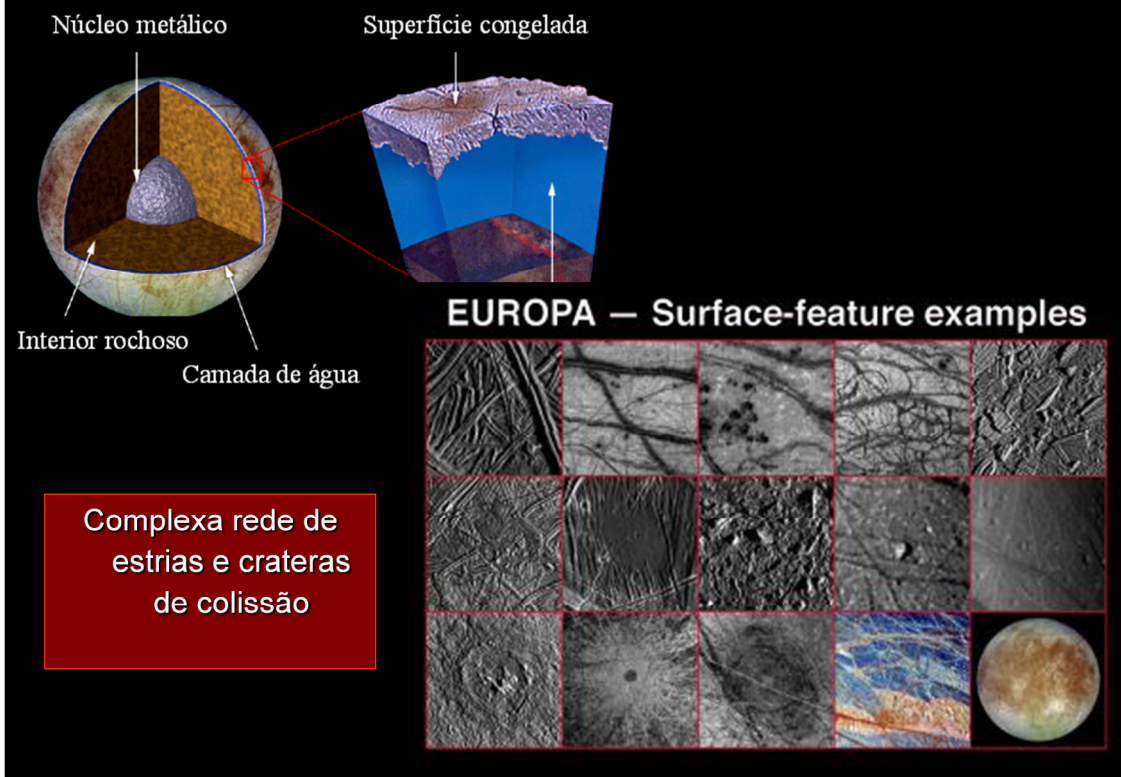 Núcleo metálico
Superfície congelada
Interior rochoso
Camada de água
EUROPA — Surface-feature examples
Complexa rede de
estrias e crateras
de colissão